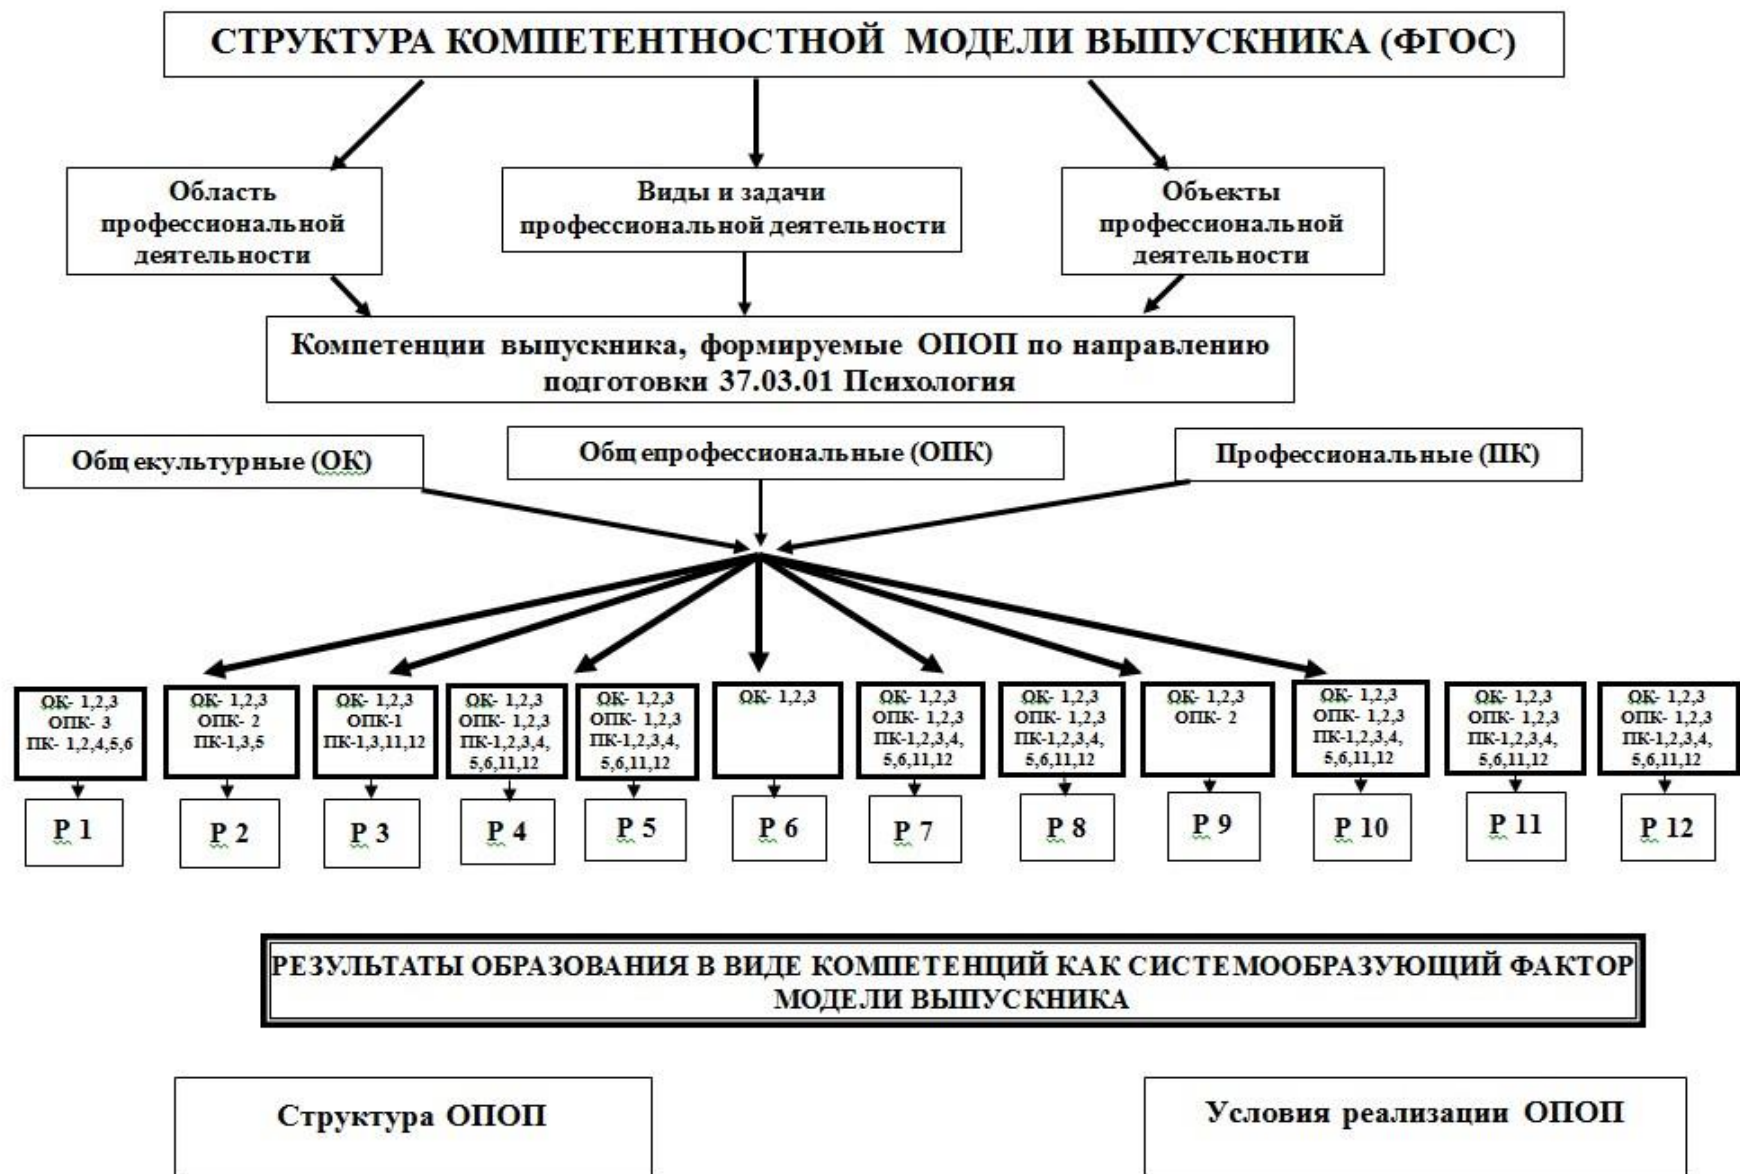 СТРУКТУРА КОМПЕТЕНТНОСТНОЙ МОДЕЛИ ВЫПУСКНИКА (ФГОС)
Область
профессиональной
деятельности
Виды и задачи
профессиональной деятельности
Объекты
профессиональной
деятельности
Компетенции выпускника, формируемые ОПОП по направлению
подготовки 37.03.01 Психология
Общекультурные (ОК)
Общепрофессиональные (ОПК)
Профессиональные (ПК)
ОК- 1,2,3
ОПК- 3
ПК- 1,2,4,5,6
ОК- 1,2,3
ОПК- 2
ПК-1,3,5
ОК- 1,2,3
ОПК-1
ПК-1,3,11,12
ОК- 1,2,3
ОПК- 1,2,3
ПК-1,2,3,4,
5,6,11,12
ОК- 1,2,3
ОПК- 1,2,3
ПК-1,2,3,4,
5,6,11,12
ОК- 1,2,3
ОК- 1,2,3
ОПК- 1,2,3
ПК-1,2,3,4,
5,6,11,12
ОК- 1,2,3
ОПК- 1,2,3
ПК-1,2,3,4,
5,6,11,12
ОК- 1,2,3
ОПК- 2
ОК- 1,2,3
ОПК- 1,2,3
ПК-1,2,3,4,
5,6,11,12
ОК- 1,2,3
ОПК- 1,2,3
ПК-1,2,3,4,
5,6,11,12
ОК- 1,2,3
ОПК- 1,2,3
ПК-1,2,3,4,
5,6,11,12
Р 1
Р 2
Р 3
Р 4
Р 5
Р 6
Р 7
Р 8
Р 9
Р 10
Р 11
Р 12
РЕЗУЛЬТАТЫ ОБРАЗОВАНИЯ В ВИДЕ КОМПЕТЕНЦИЙ КАК СИСТЕМООБРАЗУЮЩИЙ ФАКТОР
МОДЕЛИ ВЫПУСКНИКА
Структура ОПОП
Условия реализации ОПОП